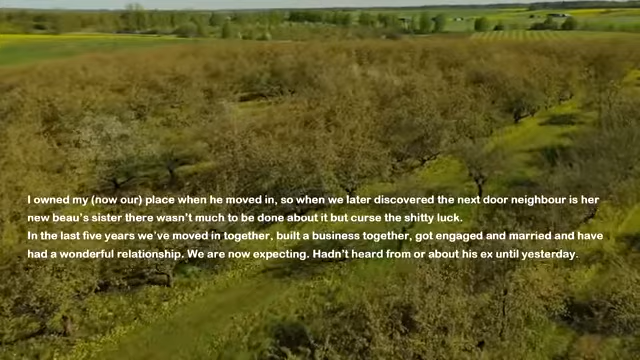 I owned my (now our) place when he moved in, so when we later discovered the next door neighbour is her
new beau's sister there wasn't much to be done about it but curse the shitty luck.
In the last five years we've moved in together, built a business together, got engaged and married and have
had a wonderful relationship. We are now expecting. Hadn't heard from or about his ex until yesterday.